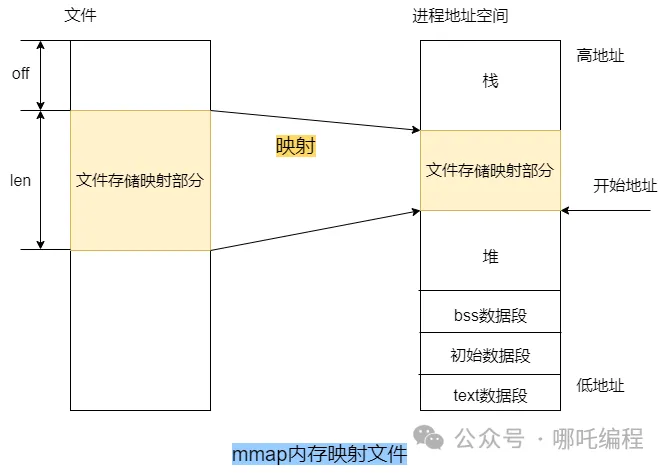 文件
进程地址空间
off
len
文件存储映射部分
映射
高地址
栈
文件存储映射部分
开始地址
堆
bss数据段
初始数据段
text数据段
低地址
公众号·哪吒编程
mmap内存映射文件